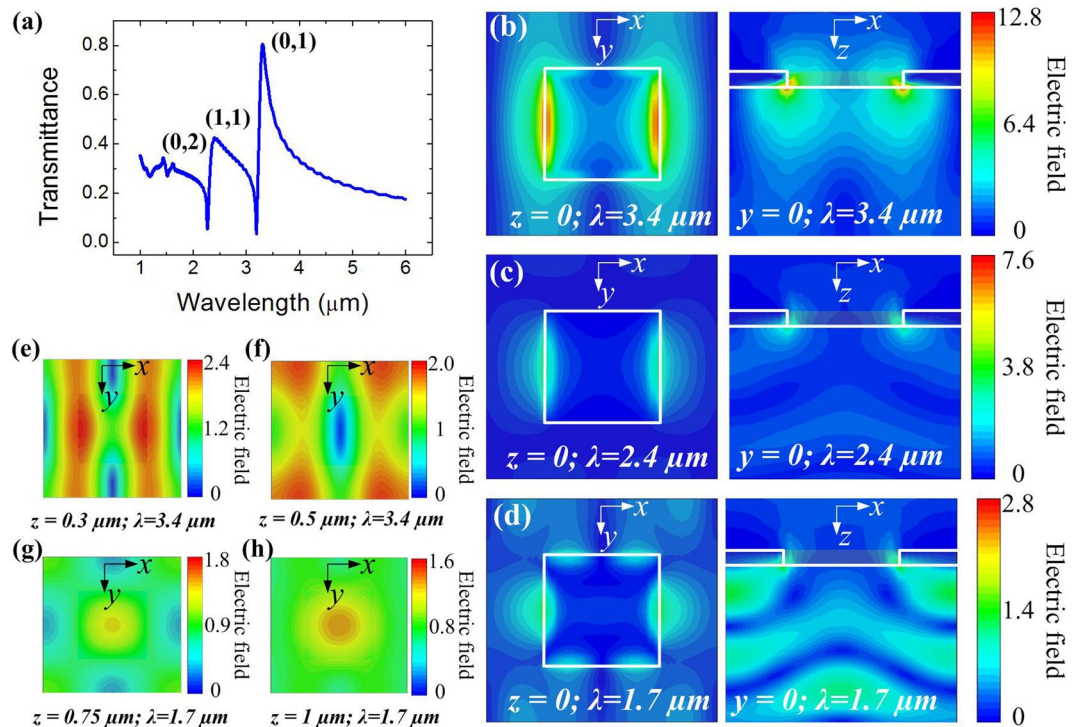 (a)
Transmittance
0.8
0.6
0.4
0.2
0.0
(0,2)
(1,1)
(0,1)
1 2 3 4 5 6
Wavelength (μm)
(b)
x
y
z = 0; λ=3.4 μm
x
z
y = 0; λ=3.4 μm
12.8
6.4
0
Electric field
(c)
x
y
z = 0; λ=2.4 μm
x
z
y = 0; λ=2.4 μm
7.6
3.8
0
Electric field
(d)
x
y
z = 0; λ=1.7 μm
x
z
y = 0; λ=1.7 μm
2.8
1.4
0
Electric field
(e)
x
y
2.4
1.2
0
Electric field
z = 0.3 μm; λ=3.4 μm
(f)
x
y
2.0
1
0
Electric field
z = 0.5 μm; λ=3.4 μm
(g)
x
y
1.8
0.9
0
Electric field
z = 0.75 μm; λ=1.7 μm
(h)
x
y
1.6
0.8
0
Electric field
z = 1 μm; λ=1.7 μm